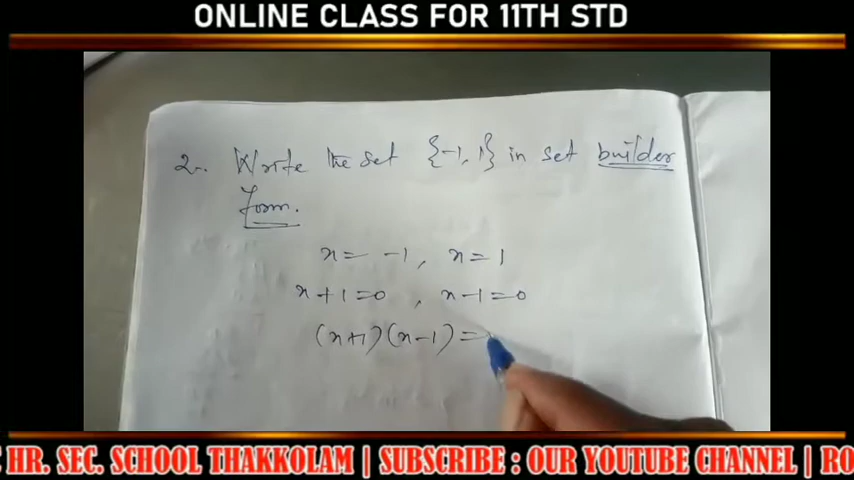 ONLINE CLASS FOR 11TH STD
2. Write the set {-1, 1} in set builder
form.
x = -1, x = 1
x+1=0, x-1=0
(x+1)(x-1)=
HR. SEC. SCHOOL THAKKOLAM | SUBSCRIBE : OUR YOUTUBE CHANNEL | RO